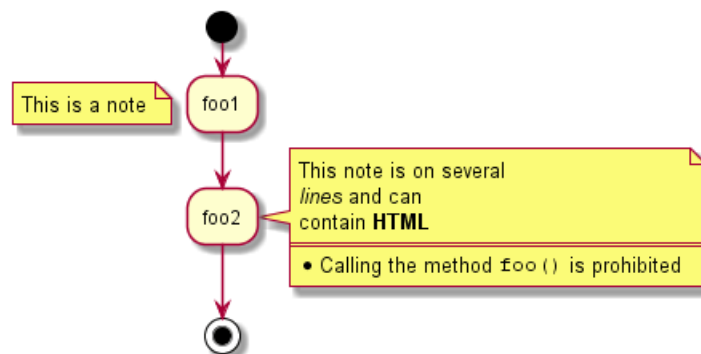 This is a note
foo1
foo2
This note is on several
lines and can
contain HTML
• Calling the method foo() is prohibited